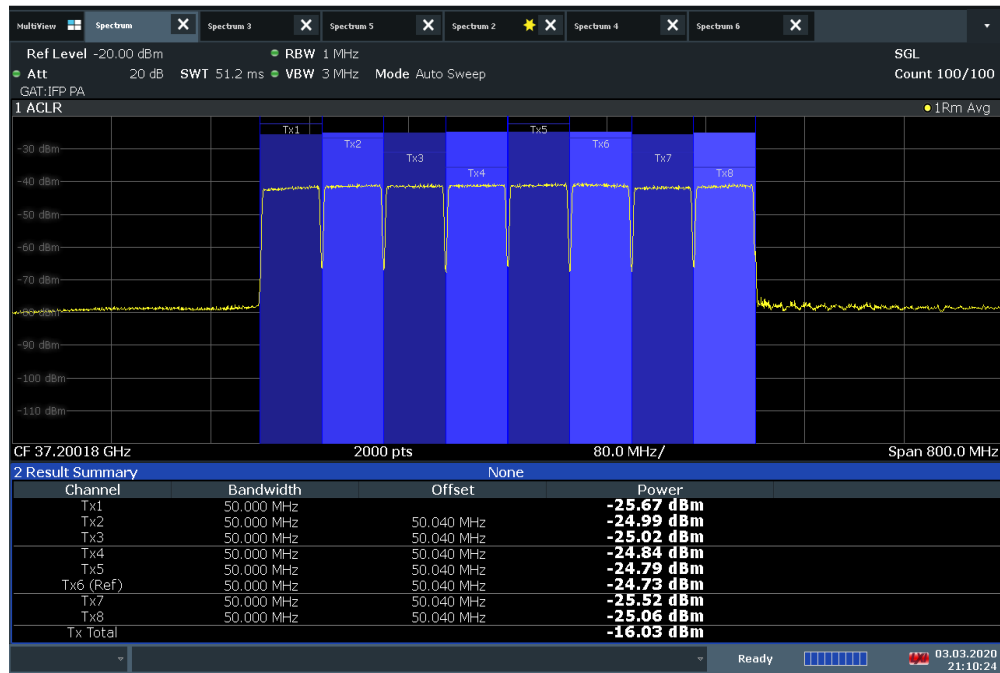 MultiView Spectrum Spectrum 3 Spectrum 5 Spectrum 2 Spectrum 4 Spectrum 6
Ref Level -20.00 dBm RBW 1 MHz SGL
Att 20 dB SWT 51.2 ms VBW 3 MHz Mode Auto Sweep Count 100/100
GAT:IFP PA
1 ACLR 1Rm Avg
Tx1 Tx5
Tx2 Tx6
-30 dBm
Tx3 Tx7
Tx4 Tx8
-40 dBm
-50 dBm
-60 dBm
-70 dBm
-80 dBm
-90 dBm
-100 dBm
-110 dBm
CF 37.20018 GHz 2000 pts 80.0 MHz/ Span 800.0 MHz
2 Result Summary None
Channel Bandwidth Offset Power
Tx1 50.000 MHz -25.67 dBm
Tx2 50.000 MHz 50.040 MHz -24.99 dBm
Tx3 50.000 MHz 50.040 MHz -25.02 dBm
Tx4 50.000 MHz 50.040 MHz -24.84 dBm
Tx5 50.000 MHz 50.040 MHz -24.79 dBm
Tx6 (Ref) 50.000 MHz 50.040 MHz -24.73 dBm
Tx7 50.000 MHz 50.040 MHz -25.52 dBm
Tx8 50.000 MHz 50.040 MHz -25.06 dBm
Tx Total -16.03 dBm
Ready 03.03.2020
21:10:24